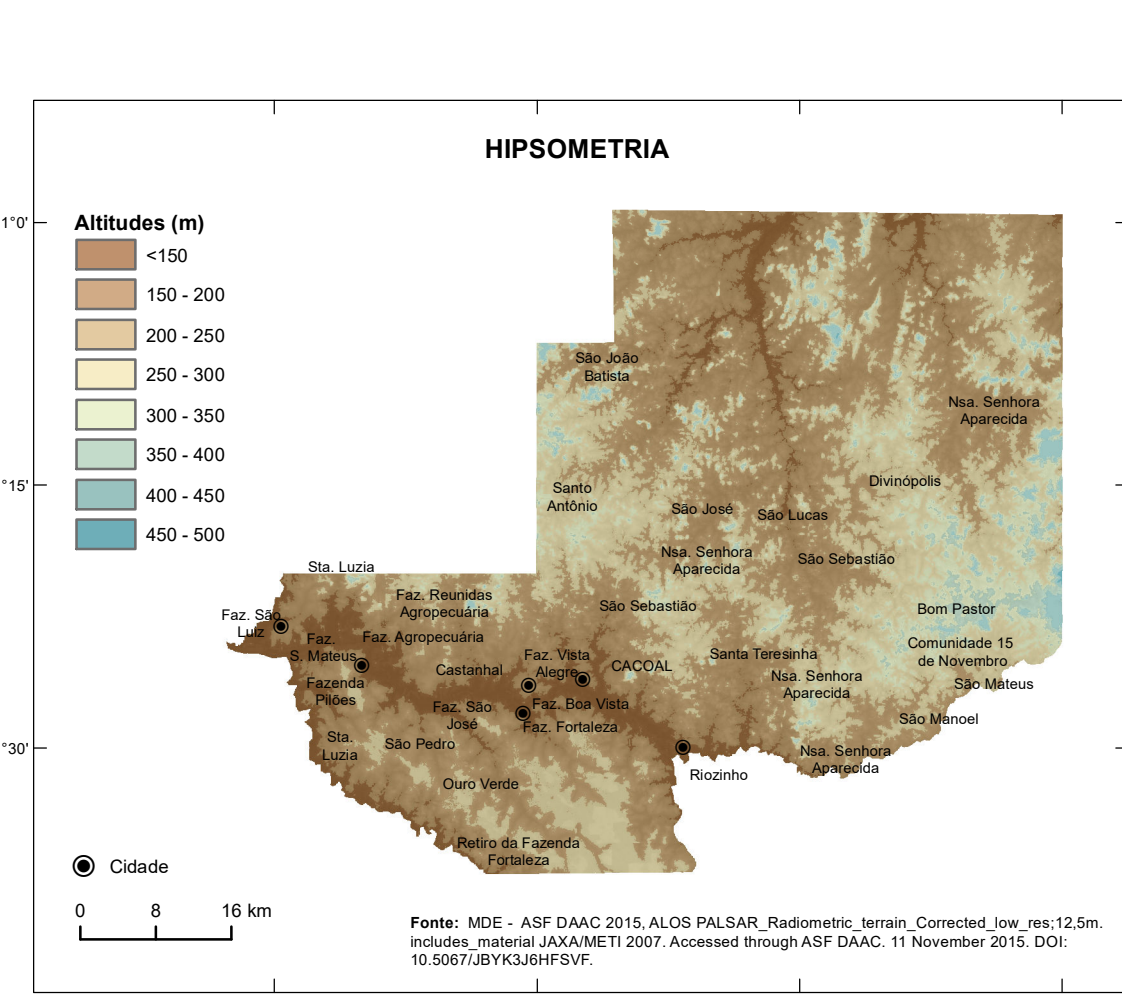 HIPSOMETRIA
1°0'
Altitudes (m)
<150
150 - 200
200 - 250
250 - 300
300 - 350
350 - 400
400 - 450
450 - 500
°15'
°30'
São João
Batista
Nsa. Senhora
Aparecida
Divinópolis
Santo
Antônio
São José
São Lucas
Nsa. Senhora
Aparecida
São Sebastião
Sta. Luzia
Faz. Reunidas
Agropecuária
São Sebastião
Bom Pastor
Faz. São
Luiz
Faz.
S. Mateus
Faz. Agropecuária
Comunidade 15
de Novembro
Castanhal
Faz. Vista
Alegre
CACOAL
Santa Teresinha
Nsa. Senhora
Aparecida
São Mateus
Fazenda
Pilões
Faz. São
José
Faz. Boa Vista
Faz. Fortaleza
São Manoel
Sta.
Luzia
São Pedro
Nsa. Senhora
Aparecida
Riozinho
Ouro Verde
Retiro da Fazenda
Fortaleza
Cidade
0 8 16 km
Fonte: MDE - ASF DAAC 2015, ALOS PALSAR_Radiometric_terrain_Corrected_low_res;12,5m.
includes_material JAXA/METI 2007. Accessed through ASF DAAC. 11 November 2015. DOI:
10.5067/JBYK3J6HFSVF.